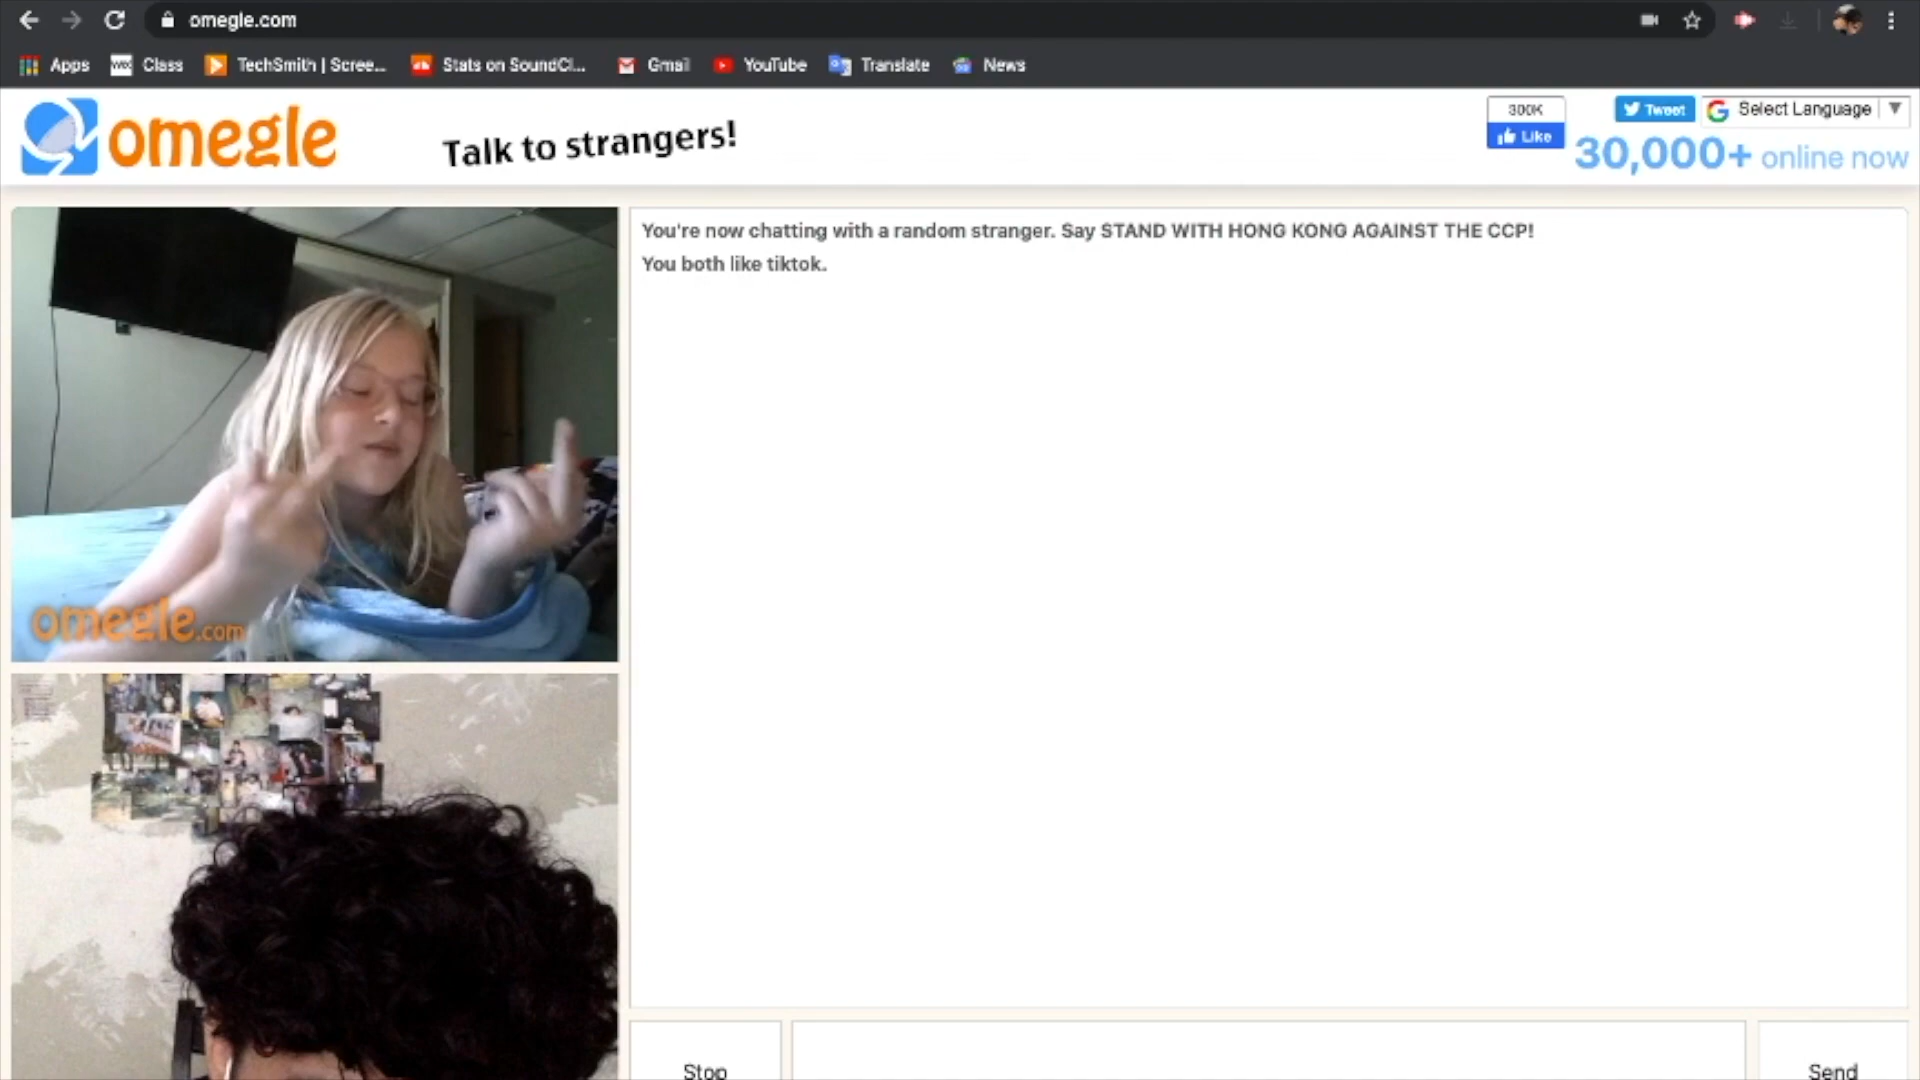 omegle.com
Apps
Class
TechSmith | Scree...
Stats on SoundCl...
Gmail
YouTube
Translate
News
omegle
Talk to strangers!
300K
Like
Tweet
Select Language
30,000+ online now
You're now chatting with a random stranger. Say STAND WITH HONG KONG AGAINST THE CCP!
You both like tiktok.
omegle.com
Stop
Send